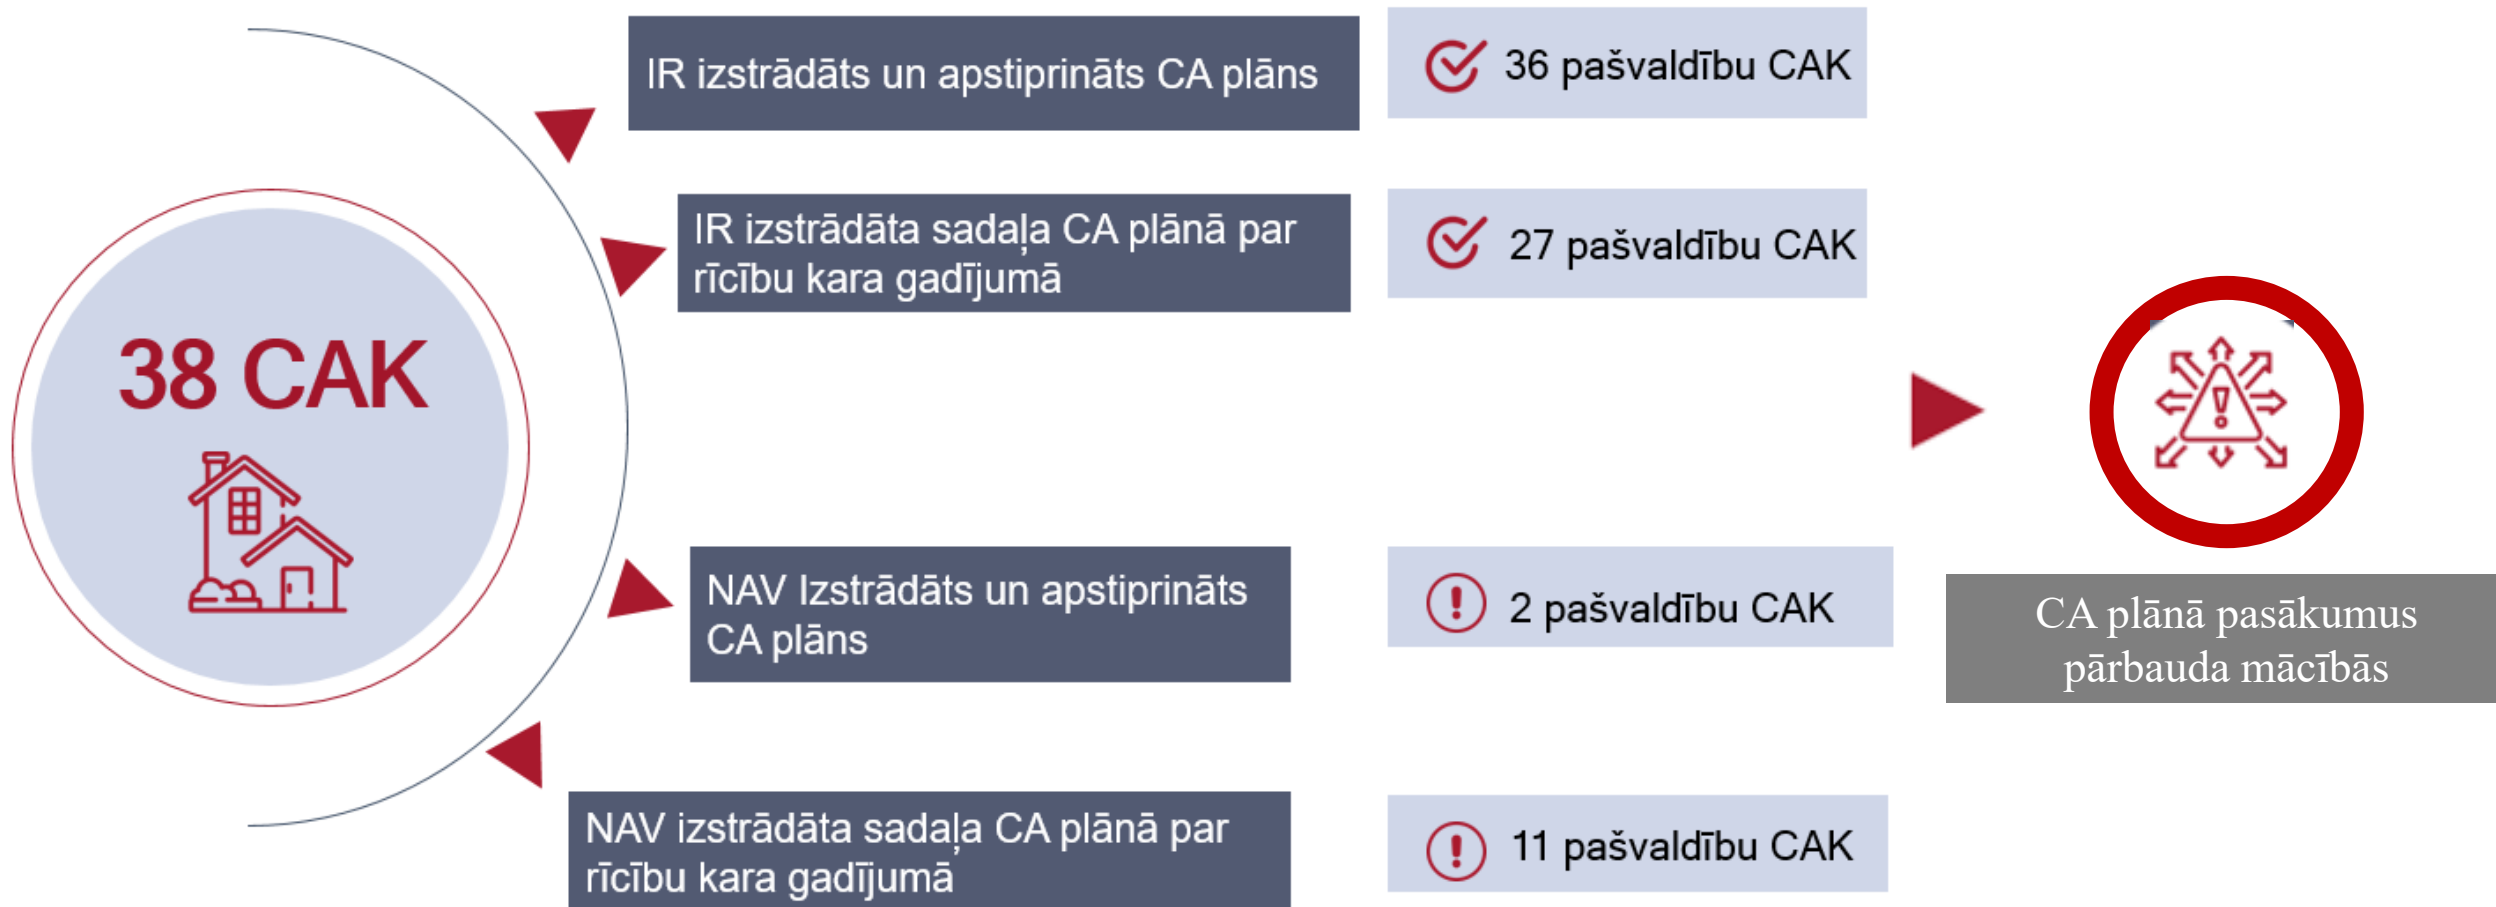 38 CAK
IR izstrādāts un apstiprināts CA plāns
36 pašvaldību CAK
IR izstrādāta sadaļa CA plānā par
rīcību kara gadījumā
27 pašvaldību CAK
NAV Izstrādāts un apstiprināts
CA plāns
2 pašvaldību CAK
NAV izstrādāta sadaļa CA plānā par
rīcību kara gadījumā
11 pašvaldību CAK
CA plānā pasākumus
pārbauda mācībās